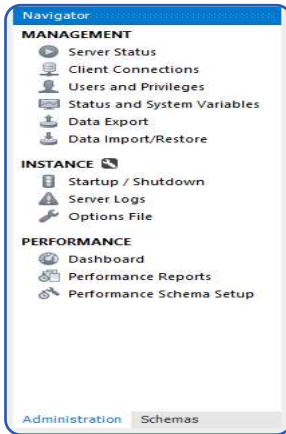 Navigator
MANAGEMENT
Server Status
Client Connections
Users and Privileges
Status and System Variables
Data Export
Data Import/Restore
INSTANCE
Startup / Shutdown
Server Logs
Options File
PERFORMANCE
Dashboard
Performance Reports
Performance Schema Setup
Administration Schemas